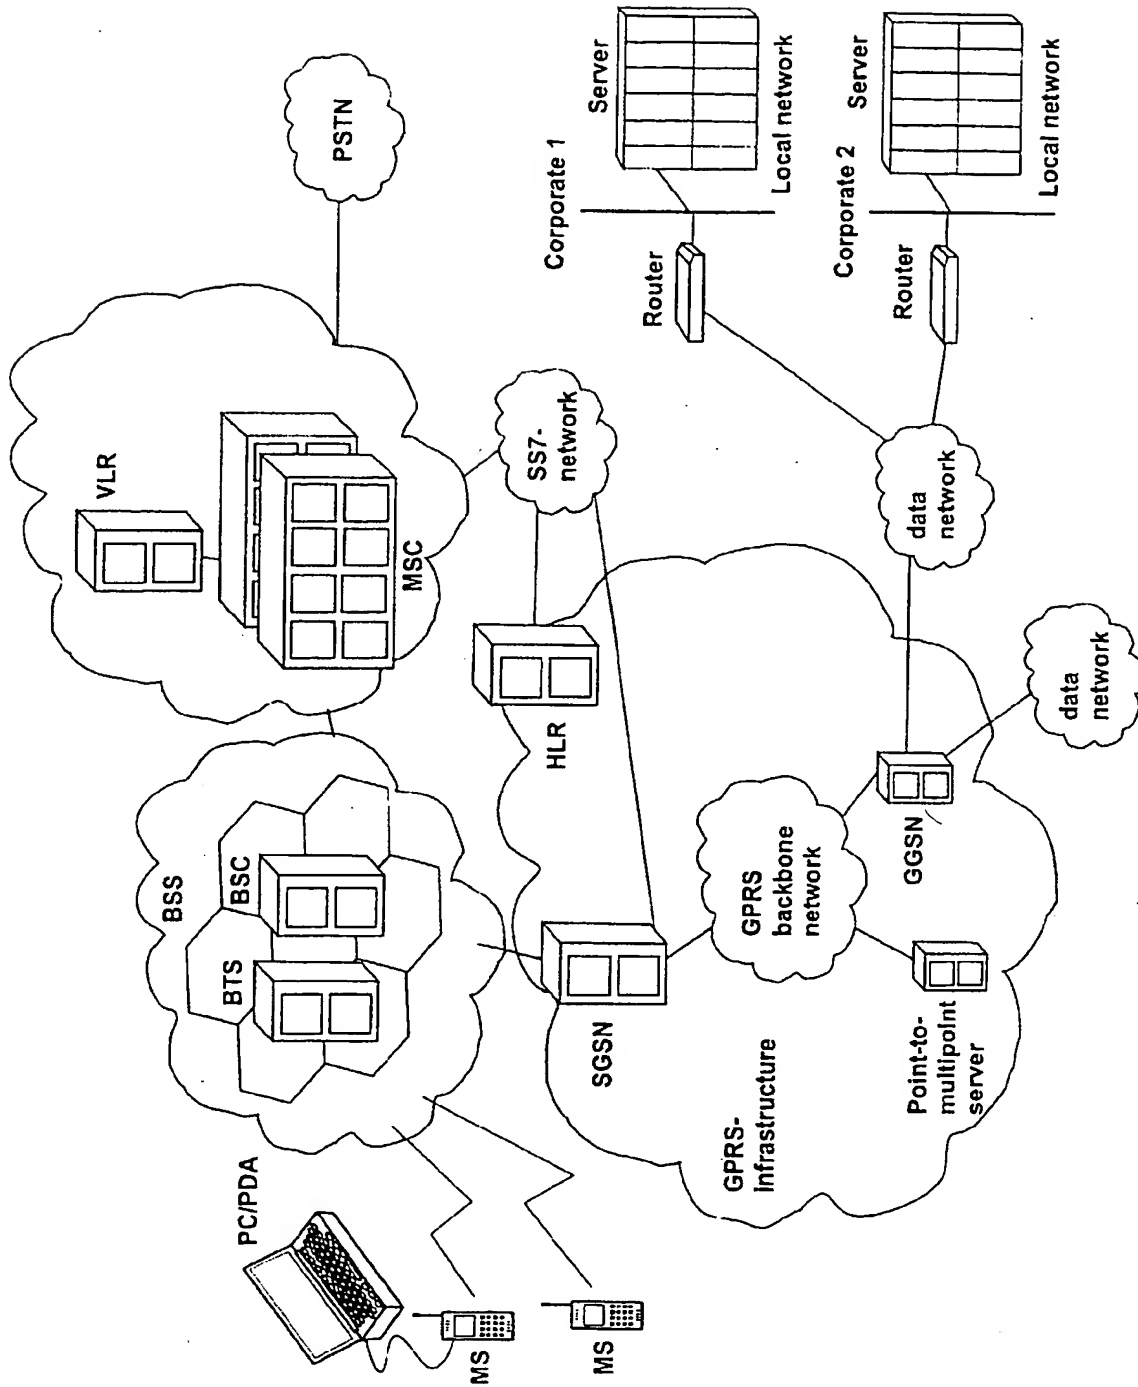 PC/PDA
MS
MS
BSS
BTS
BSC
VLR
MSC
PSTN
SGSN
HLR
SS7-
network
GPRS-
infrastructure
GPRS
backbone
network
Point-to-
multipoint
server
GGSN
data
network
data
network
Corporate 1
Router
Server
Local network
Corporate 2
Router
Server
Local network